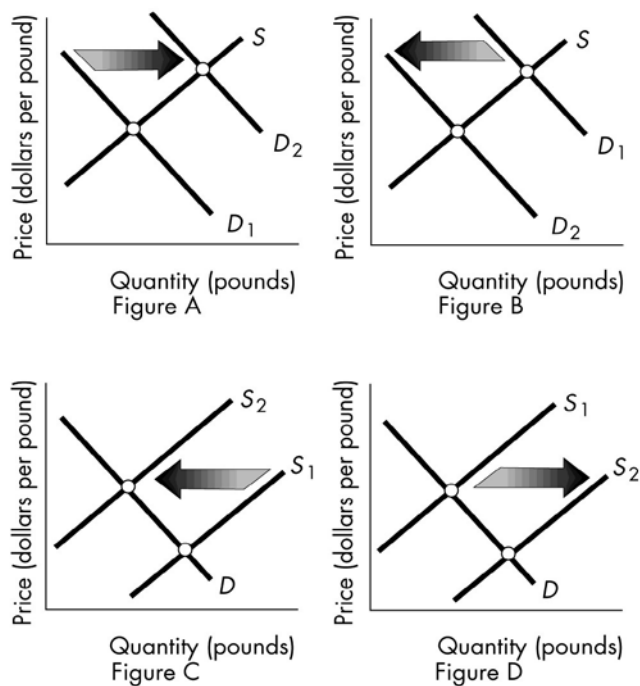 Price (dollars per pound)
S
D2
D1
Quantity (pounds)
Figure A
Price (dollars per pound)
S
D1
D2
Quantity (pounds)
Figure B
Price (dollars per pound)
S2
S1
D
Quantity (pounds)
Figure C
Price (dollars per pound)
S1
S2
D
Quantity (pounds)
Figure D